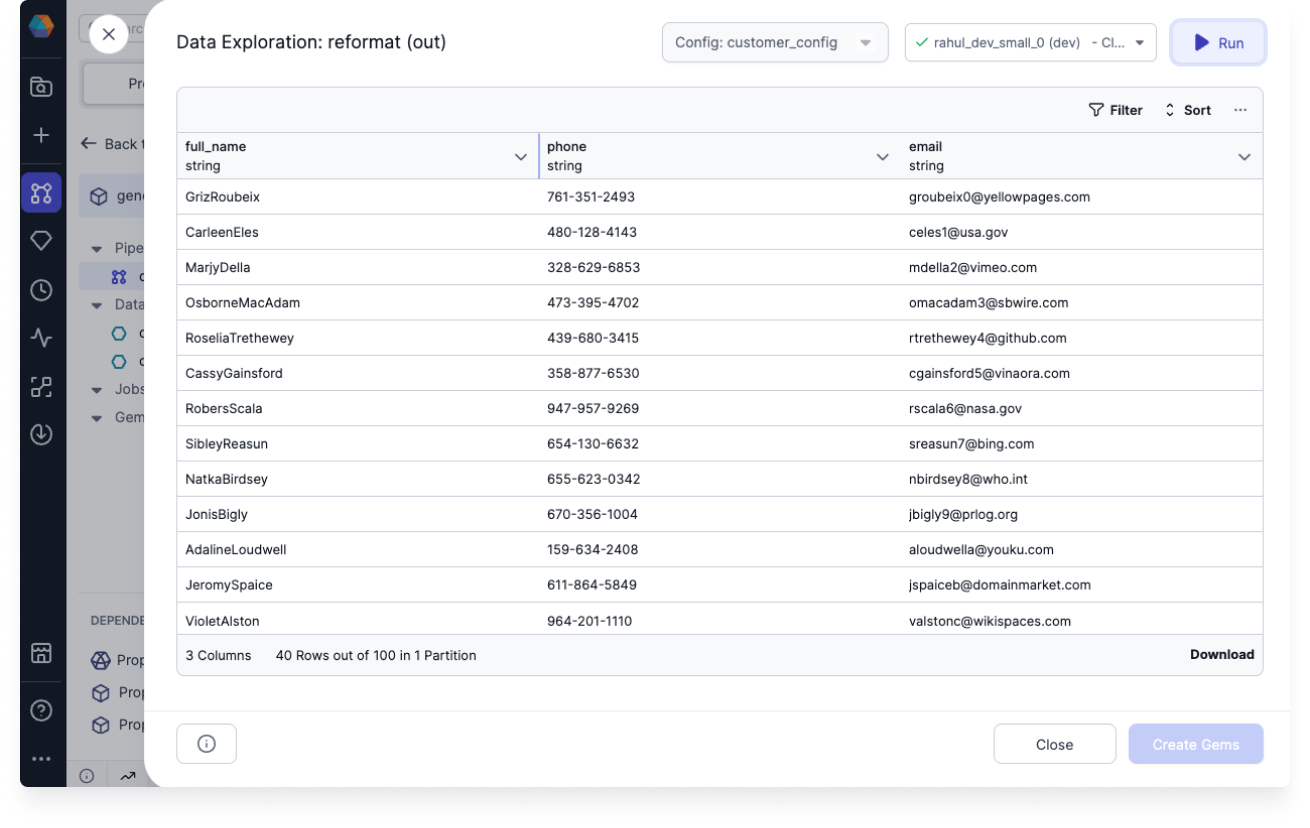 Data Exploration: reformat (out)
Config: customer_config
rahul_dev_small_0 (dev) - Cl...
Run
Back
Pipe
Data
Jobs
Gem
DEPENDE
Prop
Prop
Prop
Filter
Sort
full_name phone email
string string string
GrizRoubeix 761-351-2493 groubeix0@yellowpages.com
CarleenEles 480-128-4143 celes1@usa.gov
MarjyDella 328-629-6853 mdella2@vimeo.com
OsborneMacAdam 473-395-4702 omacadam3@sbwire.com
RoseliaTrethewey 439-680-3415 rtrethewey4@github.com
CassyGainsford 358-877-6530 cgainsford5@vinaora.com
RobersScala 947-957-9269 rscala6@nasa.gov
SibleyReasun 654-130-6632 sreasun7@bing.com
NatkaBirdsey 655-623-0342 nbirdsey8@who.int
JonisBigly 670-356-1004 jbigly9@prlog.org
AdalineLoudwell 159-634-2408 aloudwella@youku.com
JeromySpaice 611-864-5849 jspaiceb@domainmarket.com
VioletAlston 964-201-1110 valstonc@wikispaces.com
3 Columns 40 Rows out of 100 in 1 Partition Download
Close
Create Gems